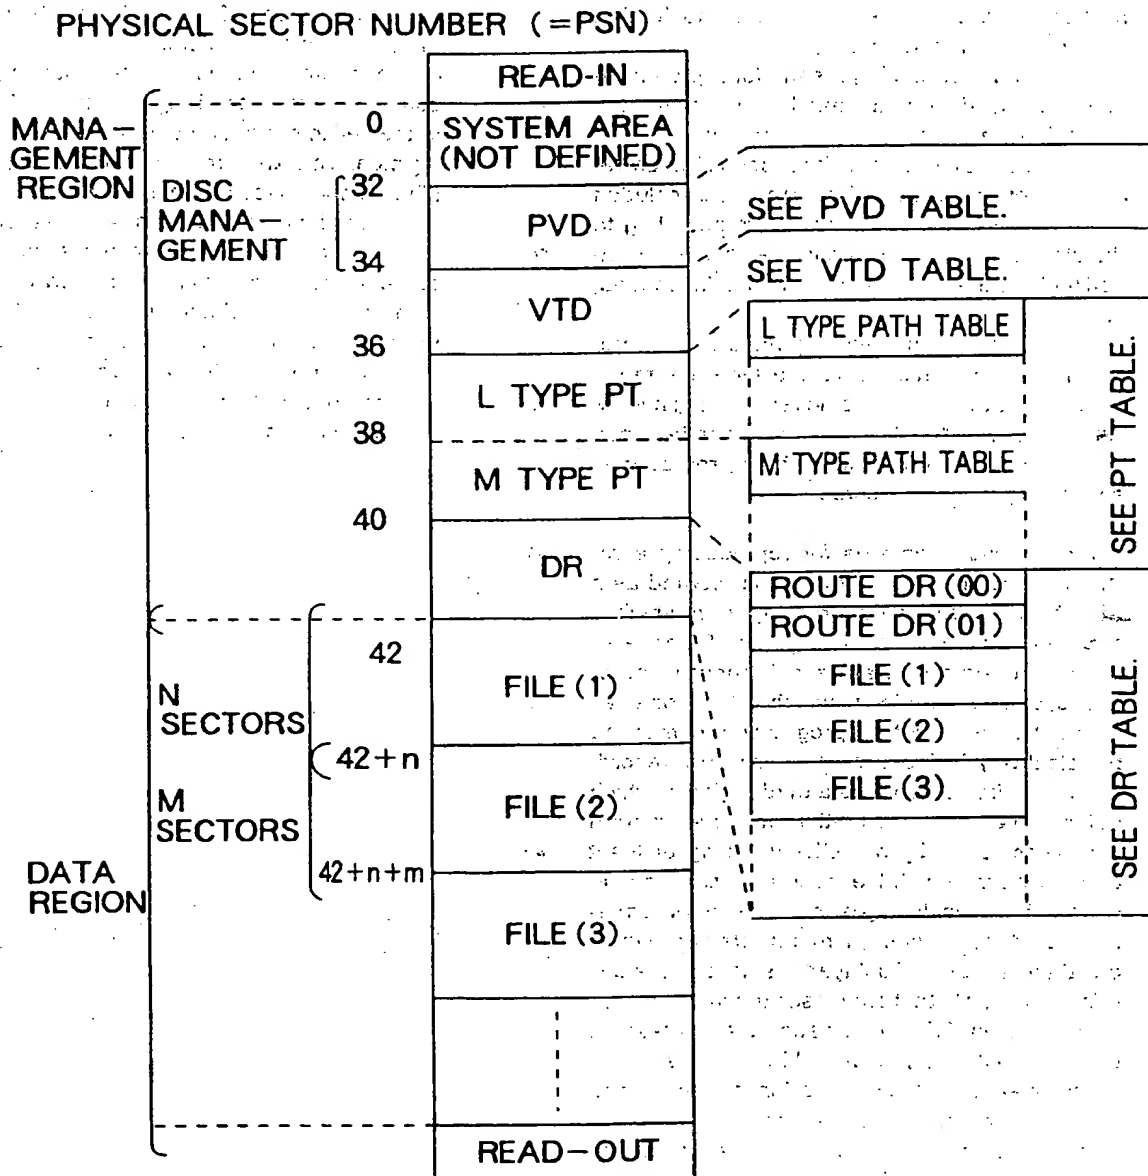 PHYSICAL SECTOR NUMBER (=PSN)
READ-IN
MANA-
GEMENT
REGION
0
SYSTEM AREA
(NOT DEFINED)
DISC
MANA-
GEMENT
32
PVD
SEE PVD TABLE.
34
VTD
SEE VTD TABLE.
36
L TYPE PT
L TYPE PATH TABLE
38
M TYPE PT
M TYPE PATH TABLE
SEE PT TABLE.
40
DR
ROUTE DR(00)
ROUTE DR(01)
FILE(1)
FILE(2)
FILE(3)
SEE DR TABLE.
42
N
SECTORS
FILE(1)
42+n
M
SECTORS
FILE(2)
42+n+m
DATA
REGION
FILE(3)
READ-OUT